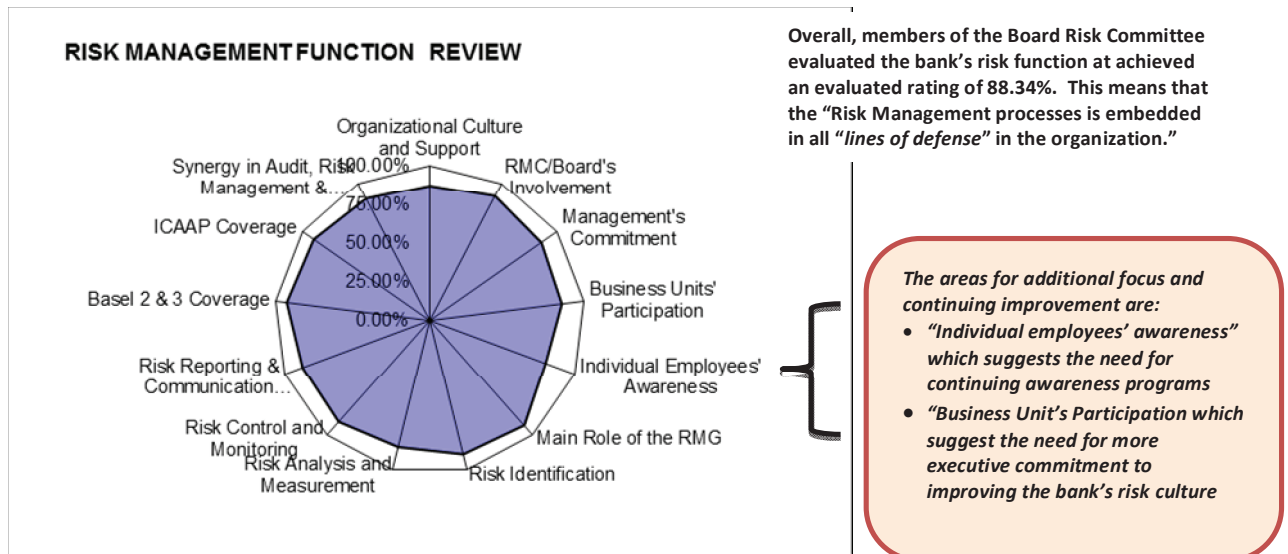 RISK MANAGEMENT FUNCTION REVIEW
Overall, members of the Board Risk Committee
evaluated the bank's risk function at achieved
an evaluated rating of 88.34%. This means that
the “Risk Management processes is embedded
in all “lines of defense” in the organization.”
Organizational Culture
and Support
RMC/Board's
Involvement
Management's
Commitment
Business Units'
Participation
Individual Employees'
Awareness
Main Role of the RMG
Risk Identification
Risk Analysis and
Measurement
Risk Control and
Monitoring
Risk Reporting &
Communication...
Basel 2 & 3 Coverage
ICAAP Coverage
Synergy in Audit, Risk
Management &...
100.00%
75.00%
50.00%
25.00%
0.00%
The areas for additional focus and
continuing improvement are:
• “Individual employees’ awareness”
which suggests the need for
continuing awareness programs
• “Business Unit’s Participation which
suggest the need for more
executive commitment to
improving the bank’s risk culture